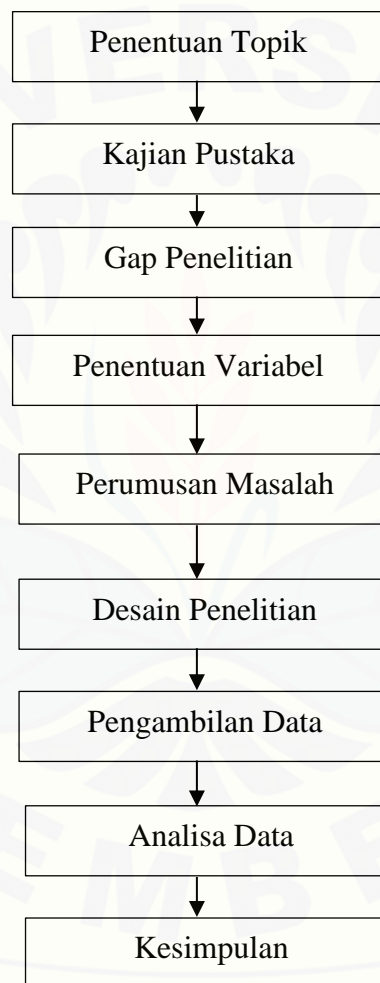 Penentuan Topik
Kajian Pustaka
Gap Penelitian
Penentuan Variabel
Perumusan Masalah
Desain Penelitian
Pengambilan Data
Analisa Data
Kesimpulan